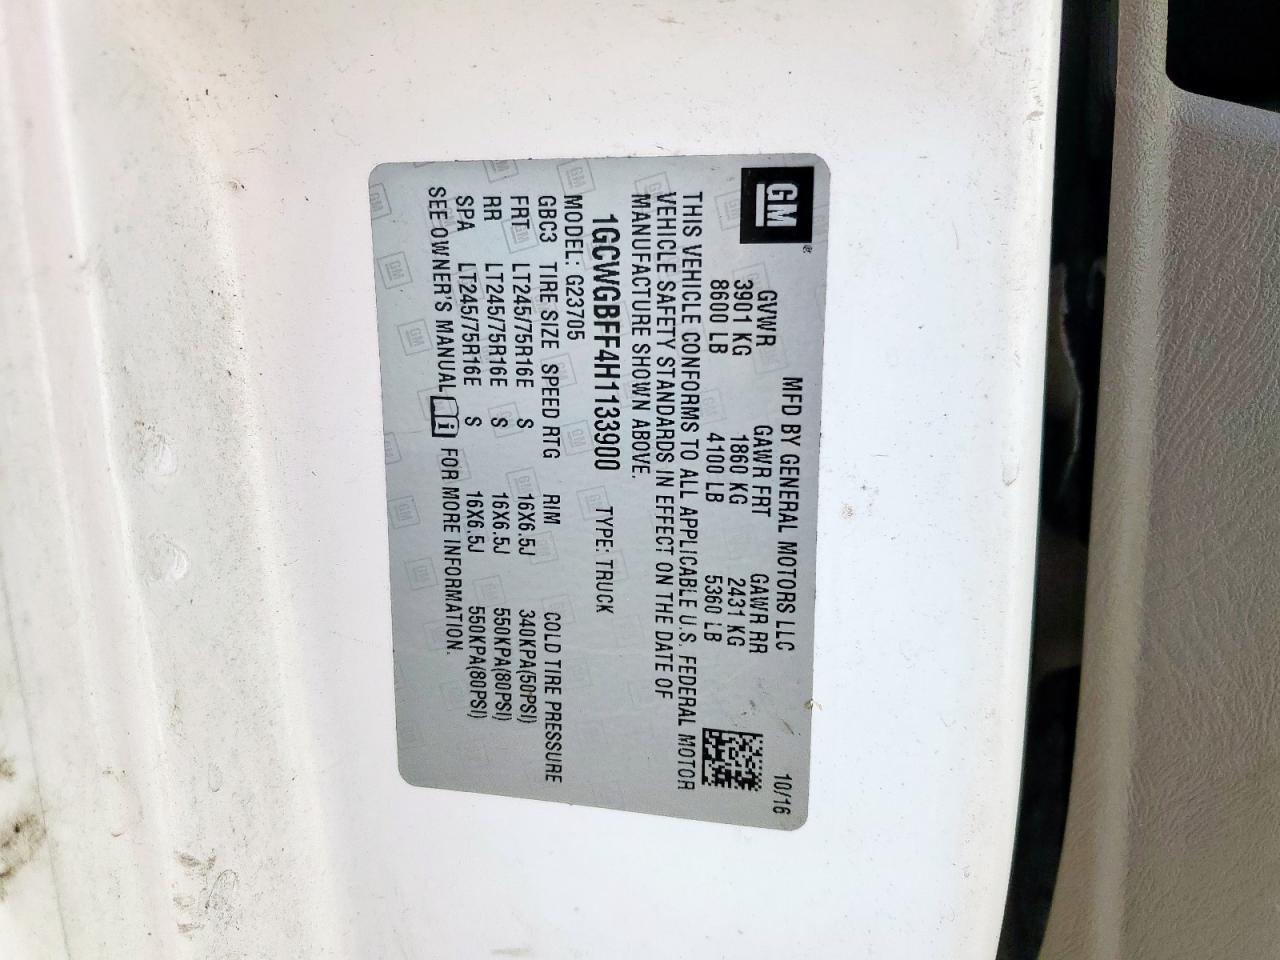 GM® MFD BY GENERAL MOTORS LLC 10/16
GVWR GAWR FRT GAWR RR
3901 KG 1860 KG 2431 KG
8600 LB 4100 LB 5360 LB
THIS VEHICLE CONFORMS TO ALL APPLICABLE U.S. FEDERAL MOTOR
VEHICLE SAFETY STANDARDS IN EFFECT ON THE DATE OF
MANUFACTURE SHOWN ABOVE.
1GCWGBFF4H1133900 TYPE: TRUCK
MODEL: G23705
GBC3 TIRE SIZE SPEED RTG RIM COLD TIRE PRESSURE
FRT LT245/75R16E S 16X6.5J 340KPA(50PSI)
RR LT245/75R16E S 16X6.5J 550KPA(80PSI)
SPA LT245/75R16E S 16X6.5J 550KPA(80PSI)
SEE OWNER'S MANUAL i FOR MORE INFORMATION.